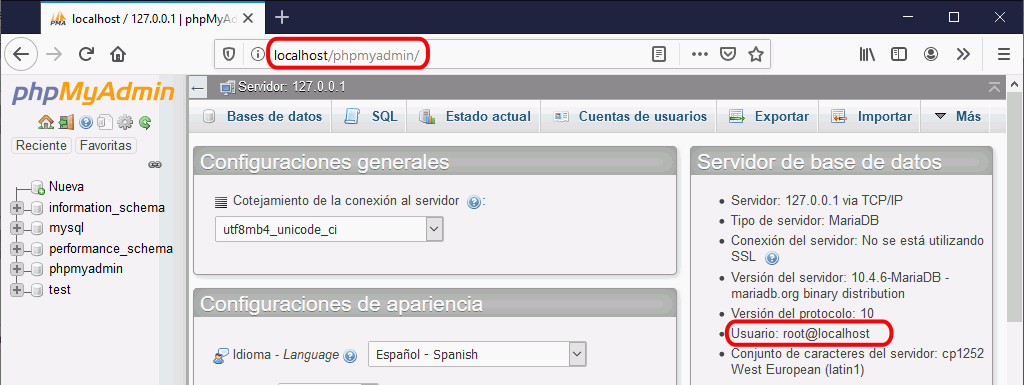 localhost / 127.0.0.1 | phpMyAd
localhost/phpmyadmin/
phpMyAdmin
Reciente Favoritas
Nueva
information_schema
mysql
performance_schema
phpmyadmin
test
Servidor: 127.0.0.1
Bases de datos SQL Estado actual Cuentas de usuarios Exportar Importar Más
Configuraciones generales
Cotejamiento de la conexión al servidor :
utf8mb4_unicode_ci
Configuraciones de apariencia
Idioma - Language Español - Spanish
Servidor de base de datos
Servidor: 127.0.0.1 via TCP/IP
Tipo de servidor: MariaDB
Conexión del servidor: No se está utilizando
SSL
Versión del servidor: 10.4.6-MariaDB -
mariadb.org binary distribution
Versión del protocolo: 10
Usuario: root@localhost
Conjunto de caracteres del servidor: cp1252
West European (latin1)